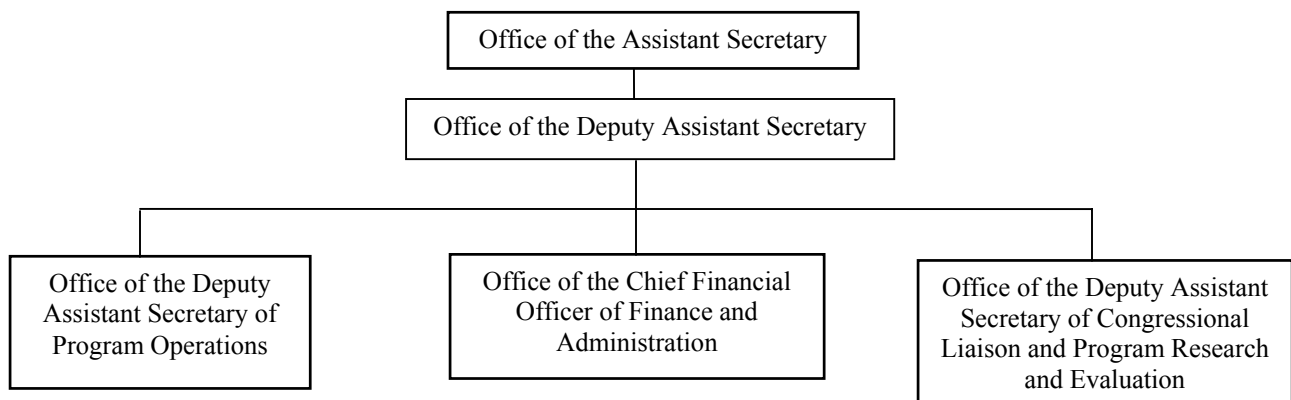 Office of the Assistant Secretary
Office of the Deputy Assistant Secretary
Office of the Deputy
Assistant Secretary of
Program Operations
Office of the Chief Financial
Officer of Finance and
Administration
Office of the Deputy Assistant
Secretary of Congressional
Liaison and Program Research
and Evaluation